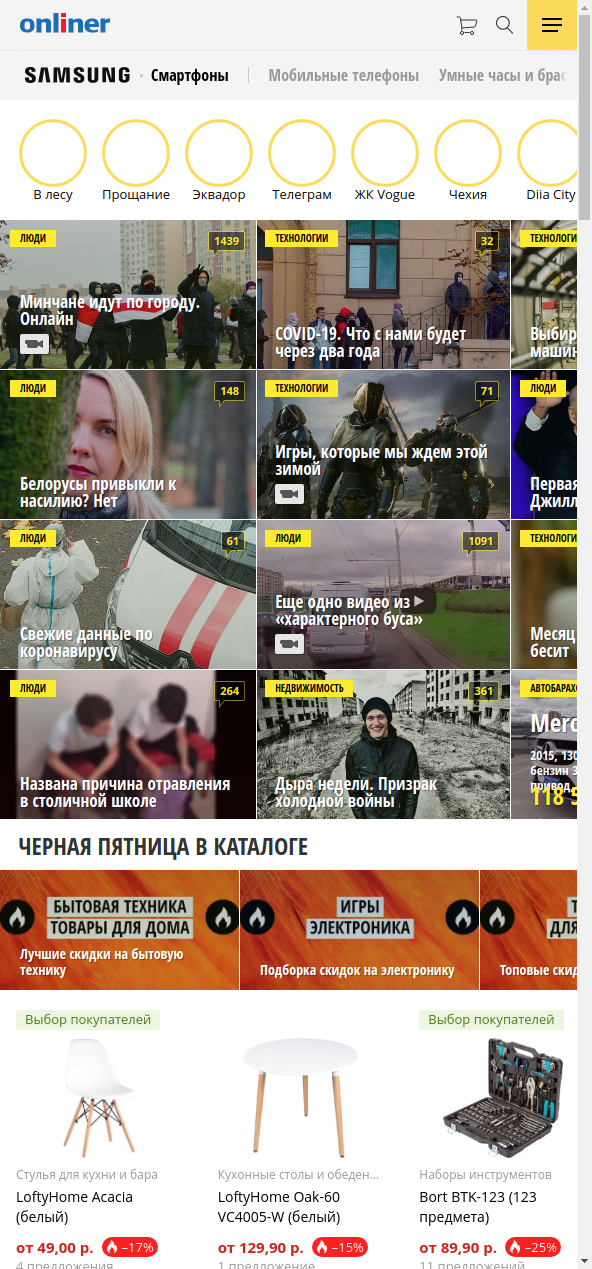 onliner
SAMSUNG
Смартфоны
Мобильные телефоны
Умные часы и брас
В лесу
Прощание
Эквадор
Телеграм
ЖК Vogue
Чехия
Diia City
ЛЮДИ
1439
Минчане идут по городу.
Онлайн
ТЕХНОЛОГИИ
32
COVID-19. Что с нами будет
через два года
ТЕХНОЛОГИ
Выбир
машин
ЛЮДИ
148
Белорусы привыкли к
насилию? Нет
ТЕХНОЛОГИИ
71
Игры, которые мы ждем этой
зимой
ЛЮДИ
Первая
Джилл
ЛЮДИ
61
Свежие данные по
коронавирусу
ЛЮДИ
1091
Еще одно видео из
«характерного буса»
ТЕХНОЛОГИ
Месяц
бесит
ЛЮДИ
264
Названа причина отравления
в столичной школе
НЕДВИЖИМОСТЬ
361
Дыра недели. Призрак
холодной войны
АВТОБАРАХО
Merc
2015, 130
бензин 3
привод,
118 5
ЧЕРНАЯ ПЯТНИЦА В КАТАЛОГЕ
БЫТОВАЯ ТЕХНИКА
ТОВАРЫ ДЛЯ ДОМА
Лучшие скидки на бытовую
технику
ИГРЫ
ЭЛЕКТРОНИКА
Подборка скидок на электронику
Т
ДЛЯ
Топовые скид
Выбор покупателей
Стулья для кухни и бара
LoftyHome Acacia
(белый)
от 49,00 р. –17%
4 предложения
Кухонные столы и обеден...
LoftyHome Oak-60
VC4005-W (белый)
от 129,90 р. –15%
1 предложение
Выбор покупателей
Наборы инструментов
Bort BTK-123 (123
предмета)
от 89,90 р. –25%
11 предложений